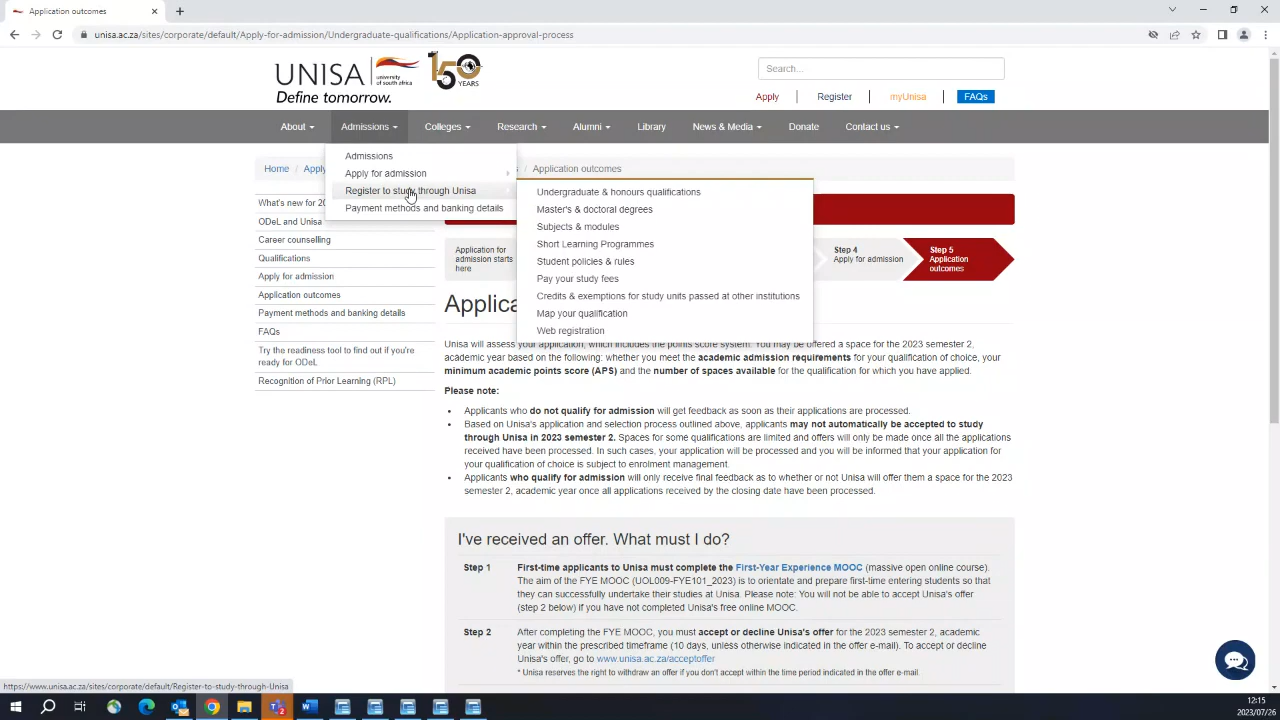 Application outcomes
unisa.ac.za/sites/corporate/default/Apply-for-admission/Undergraduate-qualifications/Application-approval-process
UNISA university of south africa 150 YEARS
Define tomorrow.
Search...
Apply Register myUnisa FAQs
About Admissions Colleges Research Alumni Library News & Media Donate Contact us
Admissions
Apply for admission
Register to study through Unisa
Payment methods and banking details
Undergraduate & honours qualifications
Master's & doctoral degrees
Subjects & modules
Short Learning Programmes
Student policies & rules
Pay your study fees
Credits & exemptions for study units passed at other institutions
Map your qualification
Web registration
Home / Apply / Application outcomes
What's new for 20
ODeL and Unisa
Career counselling
Qualifications
Apply for admission
Application outcomes
Payment methods and banking details
FAQs
Try the readiness tool to find out if you're
ready for ODeL
Recognition of Prior Learning (RPL)
Application for
admission starts
here
Step 4
Apply for admission
Step 5
Application
outcomes
Applica
Unisa will assess your application, which includes the points score system. You may be offered a space for the 2023 semester 2,
academic year based on the following: whether you meet the academic admission requirements for your qualification of choice, your
minimum academic points score (APS) and the number of spaces available for the qualification for which you have applied.
Please note:
• Applicants who do not qualify for admission will get feedback as soon as their applications are processed.
• Based on Unisa's application and selection process outlined above, applicants may not automatically be accepted to study
through Unisa in 2023 semester 2. Spaces for some qualifications are limited and offers will only be made once all the applications
received have been processed. In such cases, your application will be processed and you will be informed that your application for
your qualification of choice is subject to enrolment management.
• Applicants who qualify for admission will only receive final feedback as to whether or not Unisa will offer them a space for the 2023
semester 2, academic year once all applications received by the closing date have been processed.
I've received an offer. What must I do?
Step 1 First-time applicants to Unisa must complete the First-Year Experience MOOC (massive open online course).
The aim of the FYE MOOC (UOL009-FYE101_2023) is to orientate and prepare first-time entering students so that
they can successfully undertake their studies at Unisa. Please note: You will not be able to accept Unisa's offer
(step 2 below) if you have not completed Unisa's free online MOOC.
Step 2 After completing the FYE MOOC, you must accept or decline Unisa's offer for the 2023 semester 2, academic
year within the prescribed timeframe (10 days, unless otherwise indicated in the offer e-mail). To accept or decline
Unisa's offer, go to www.unisa.ac.za/acceptoffer
* Unisa reserves the right to withdraw an offer if you don't accept within the time period indicated in the offer e-mail.
https://www.unisa.ac.za/sites/corporate/default/Register-to-study-through-Unisa
12:15
2023/07/26